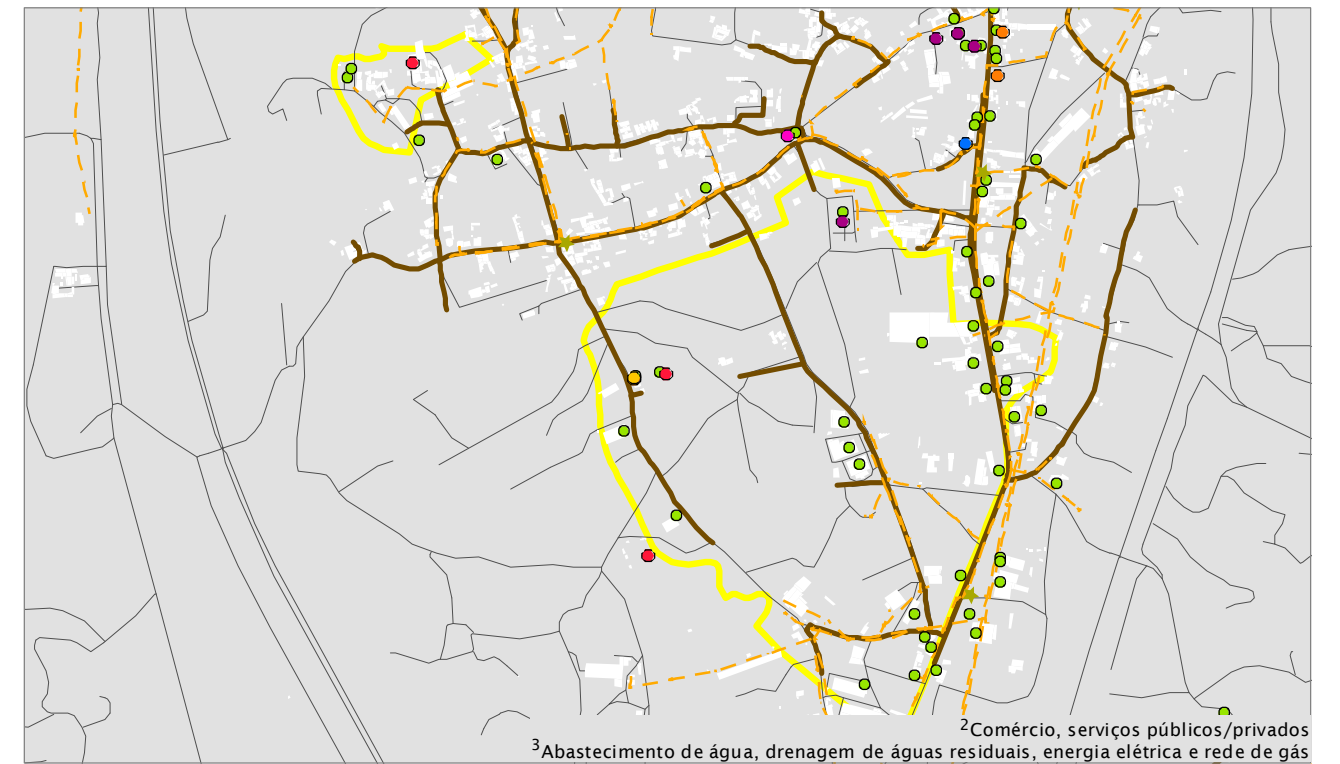 ²Comércio, serviços públicos/privados
³Abastecimento de água, drenagem de águas residuais, energia elétrica e rede de gás